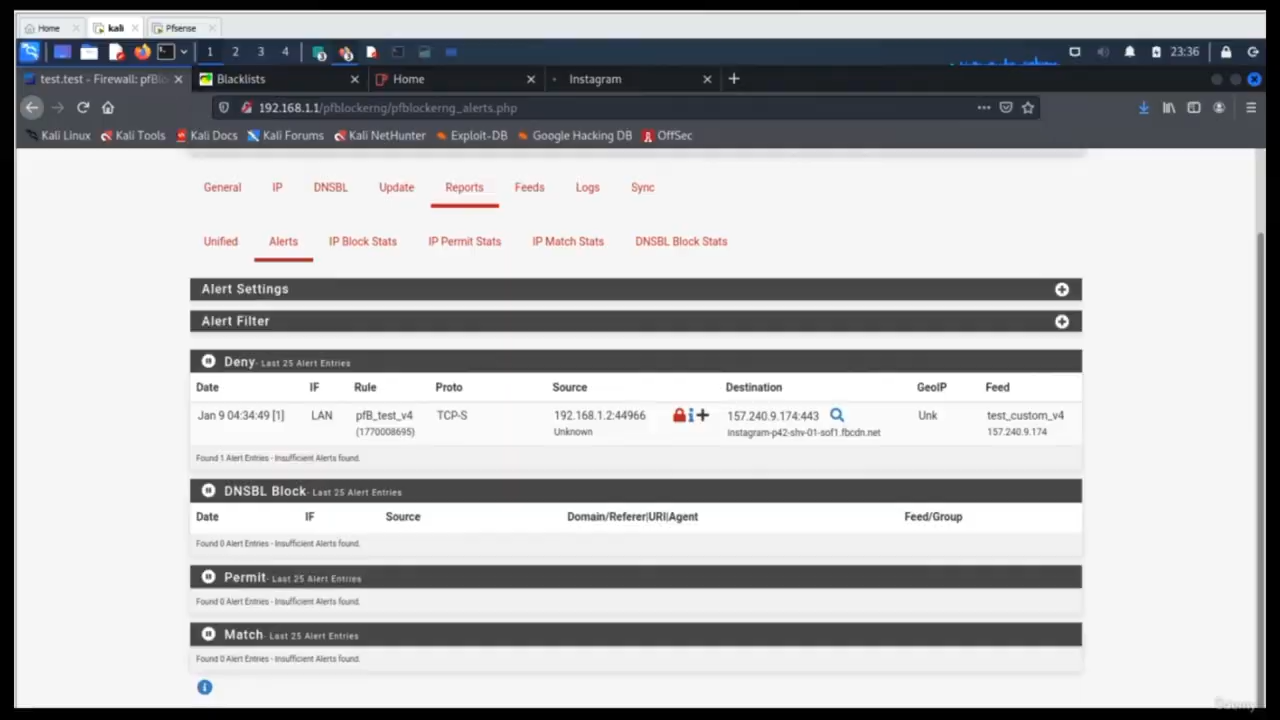 Home kali Pfsense
1 2 3 4 23:36
test.test - Firewall: pfBlo Blacklists Home Instagram
192.168.1.1/pfblockerng/pfblockerng_alerts.php
Kali Linux Kali Tools Kali Docs Kali Forums Kali NetHunter Exploit-DB Google Hacking DB OffSec
General IP DNSBL Update Reports Feeds Logs Sync
Unified Alerts IP Block Stats IP Permit Stats IP Match Stats DNSBL Block Stats
Alert Settings
Alert Filter
Deny - Last 25 Alert Entries
Date IF Rule Proto Source Destination GeoIP Feed
Jan 9 04:34:49 [1] LAN pfB_test_v4 TCP-S 192.168.1.2:44966 157.240.9.174:443 Unk test_custom_v4
(1770008695) Unknown instagram-p42-shv-01-sof1.fbcdn.net 157.240.9.174
Found 1 Alert Entries - Insufficient Alerts found.
DNSBL Block - Last 25 Alert Entries
Date IF Source Domain/Referer|URI|Agent Feed/Group
Found 0 Alert Entries - Insufficient Alerts found.
Permit - Last 25 Alert Entries
Found 0 Alert Entries - Insufficient Alerts found.
Match - Last 25 Alert Entries
Found 0 Alert Entries - Insufficient Alerts found.